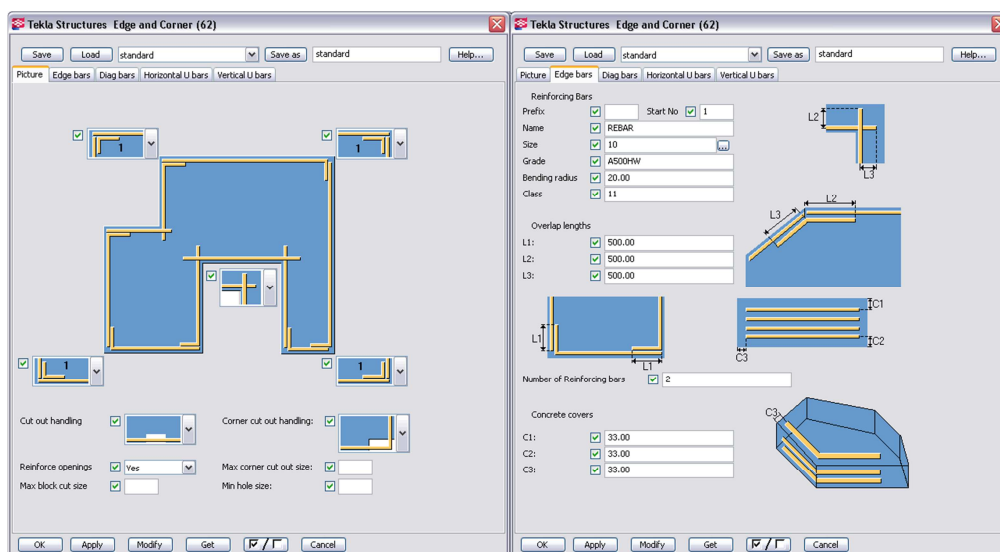 Tekla Structures Edge and Corner (62)
Save Load standard Save as standard Help...
Picture Edge bars Diag bars Horizontal U bars Vertical U bars
1 1
1 1
Cut out handling Corner cut out handling:
Reinforce openings Yes Max corner cut out size:
Max block cut size Min hole size:
OK Apply Modify Get / Cancel
Tekla Structures Edge and Corner (62)
Save Load standard Save as standard Help...
Picture Edge bars Diag bars Horizontal U bars Vertical U bars
Reinforcing Bars
Prefix Start No 1
Name REBAR
Size 10 ...
Grade A500HW
Bending radius 20.00
Class 11
L2
L3
Overlap lengths
L1: 500.00
L2: 500.00
L3: 500.00
L2
L3
L1
L1
C1
C2
C3
Number of Reinforcing bars 2
Concrete covers
C1: 33.00
C2: 33.00
C3: 33.00
C3
OK Apply Modify Get / Cancel